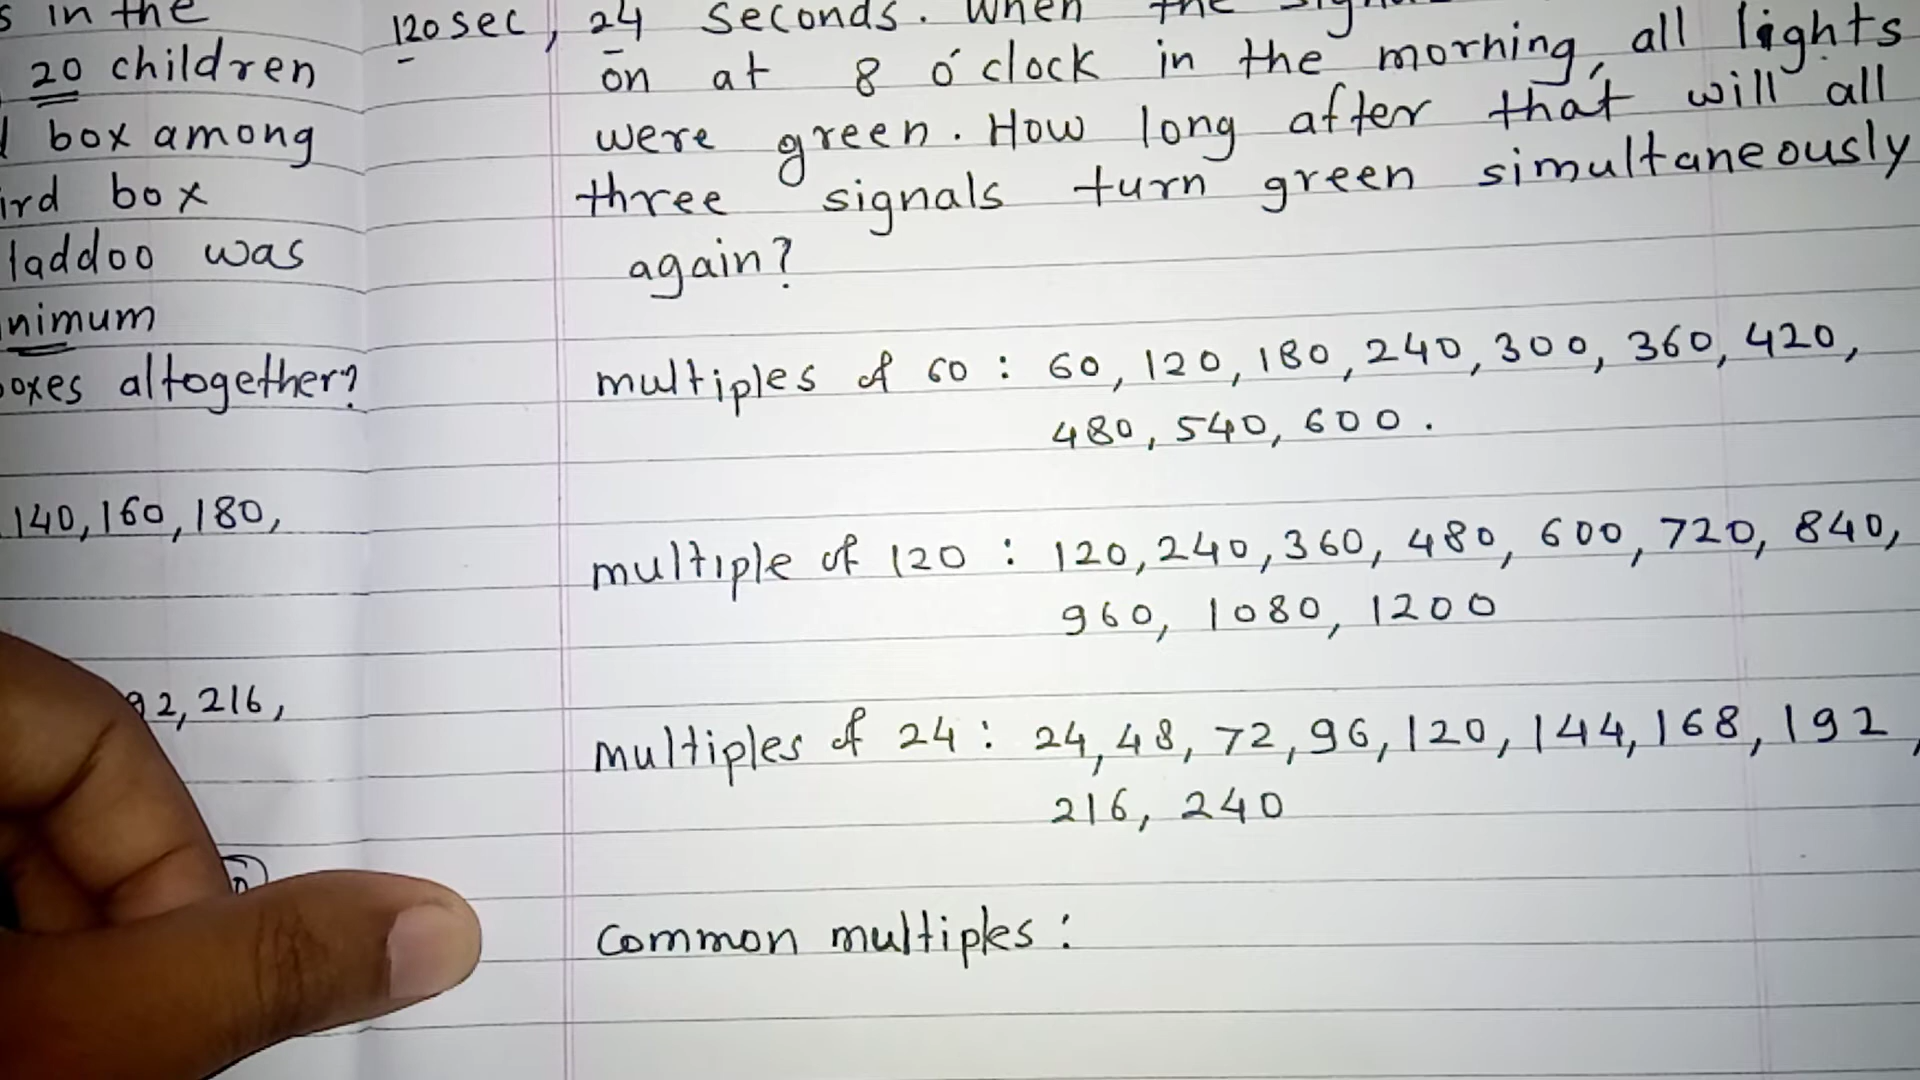 s in the
20 children
box among
ird box
laddoo was
nimum
oxes altogether?
140, 160, 180,
92, 216,
120 sec, 24 seconds. When the
on at 8 o'clock in the morning, all lights
were green. How long after that will all
three signals turn green simultaneously
again?
multiples of 60 : 60, 120, 180, 240, 300, 360, 420,
480, 540, 600.
multiple of 120 : 120, 240, 360, 480, 600, 720, 840,
960, 1080, 1200
multiples of 24 : 24, 48, 72, 96, 120, 144, 168, 192,
216, 240
common multiples :